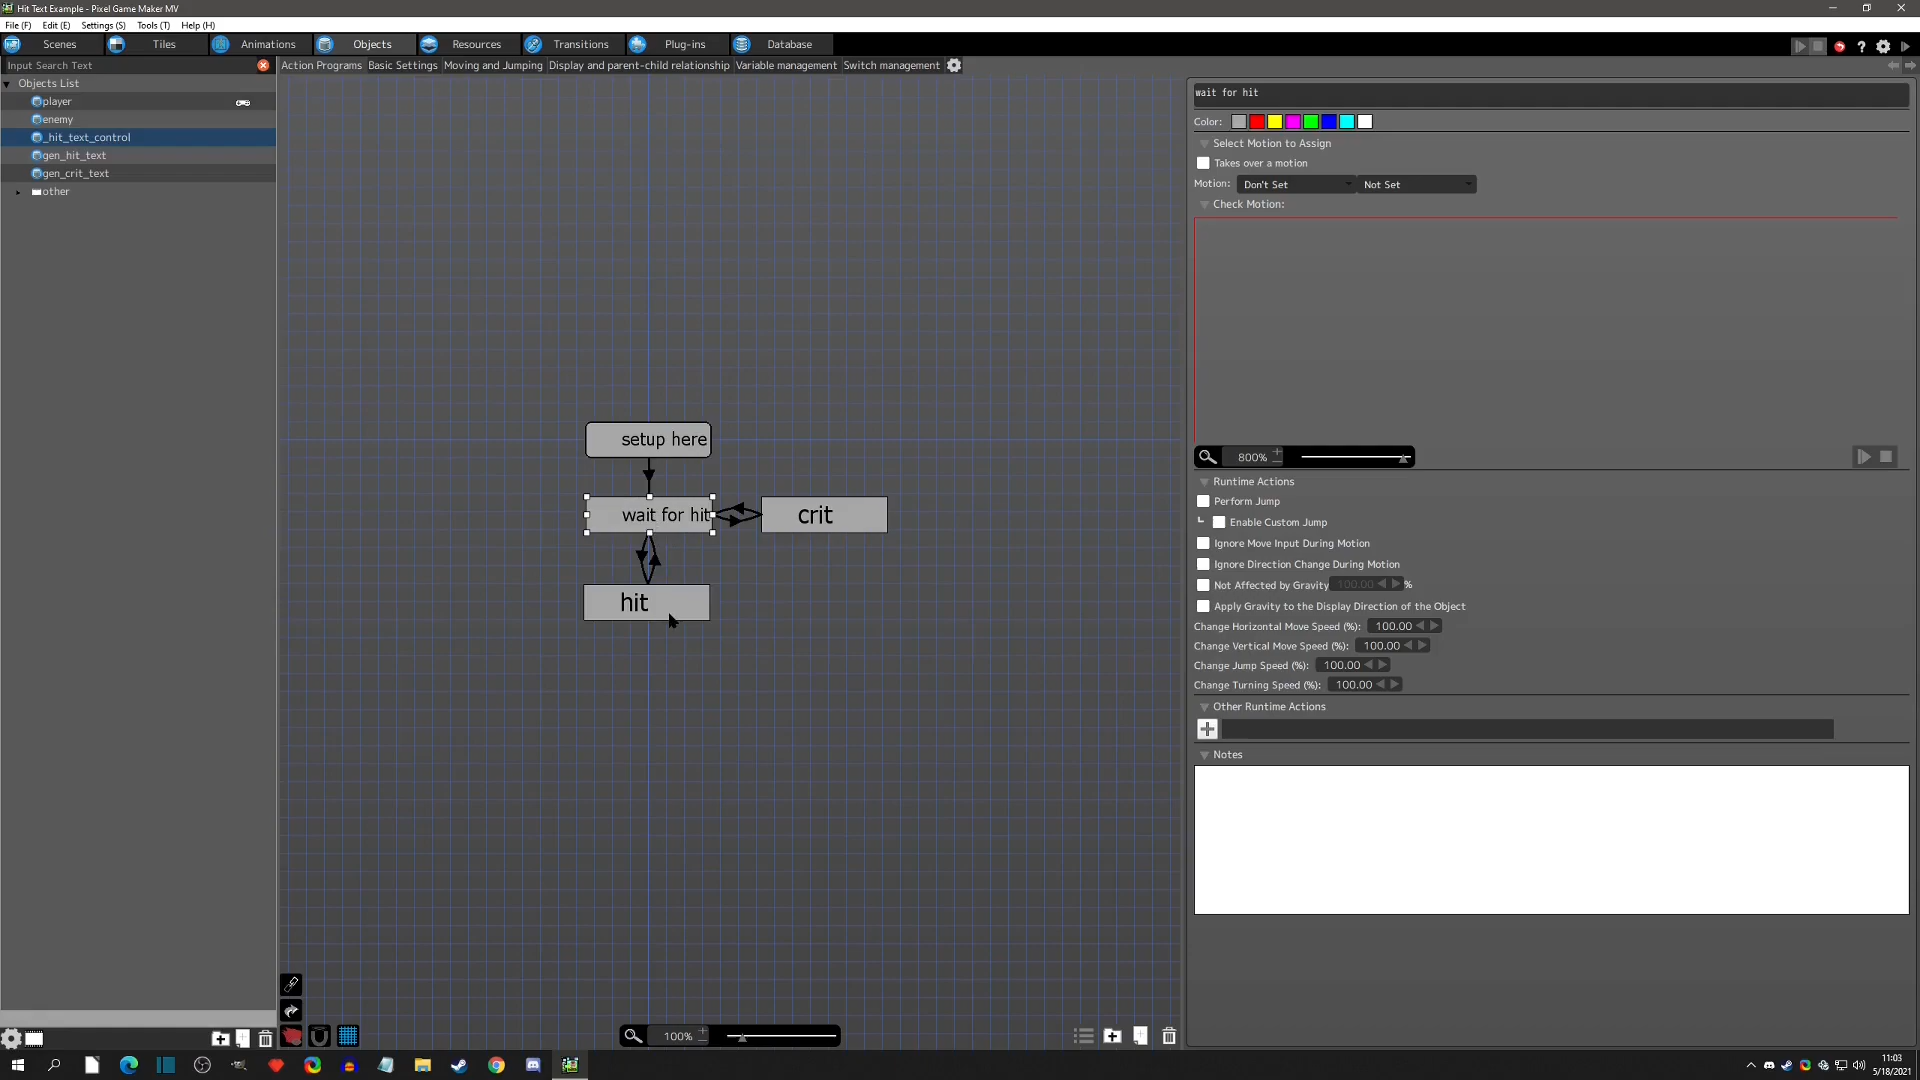 Hit Text Example - Pixel Game Maker MV
File (F) Edit (E) Settings (S) Tools (T) Help (H)
Scenes Tiles Animations Objects Resources Transitions Plug-ins Database
Input Search Text
Action Programs Basic Settings Moving and Jumping Display and parent-child relationship Variable management Switch management
Objects List
player
enemy
_hit_text_control
gen_hit_text
gen_crit_text
other
setup here
wait for hit
crit
hit
100%
wait for hit
Color:
Select Motion to Assign
Takes over a motion
Motion: Don't Set Not Set
Check Motion:
800%
Runtime Actions
Perform Jump
Enable Custom Jump
Ignore Move Input During Motion
Ignore Direction Change During Motion
Not Affected by Gravity 100.00 %
Apply Gravity to the Display Direction of the Object
Change Horizontal Move Speed (%): 100.00
Change Vertical Move Speed (%): 100.00
Change Jump Speed (%): 100.00
Change Turning Speed (%): 100.00
Other Runtime Actions
Notes
11:03
5/18/2021